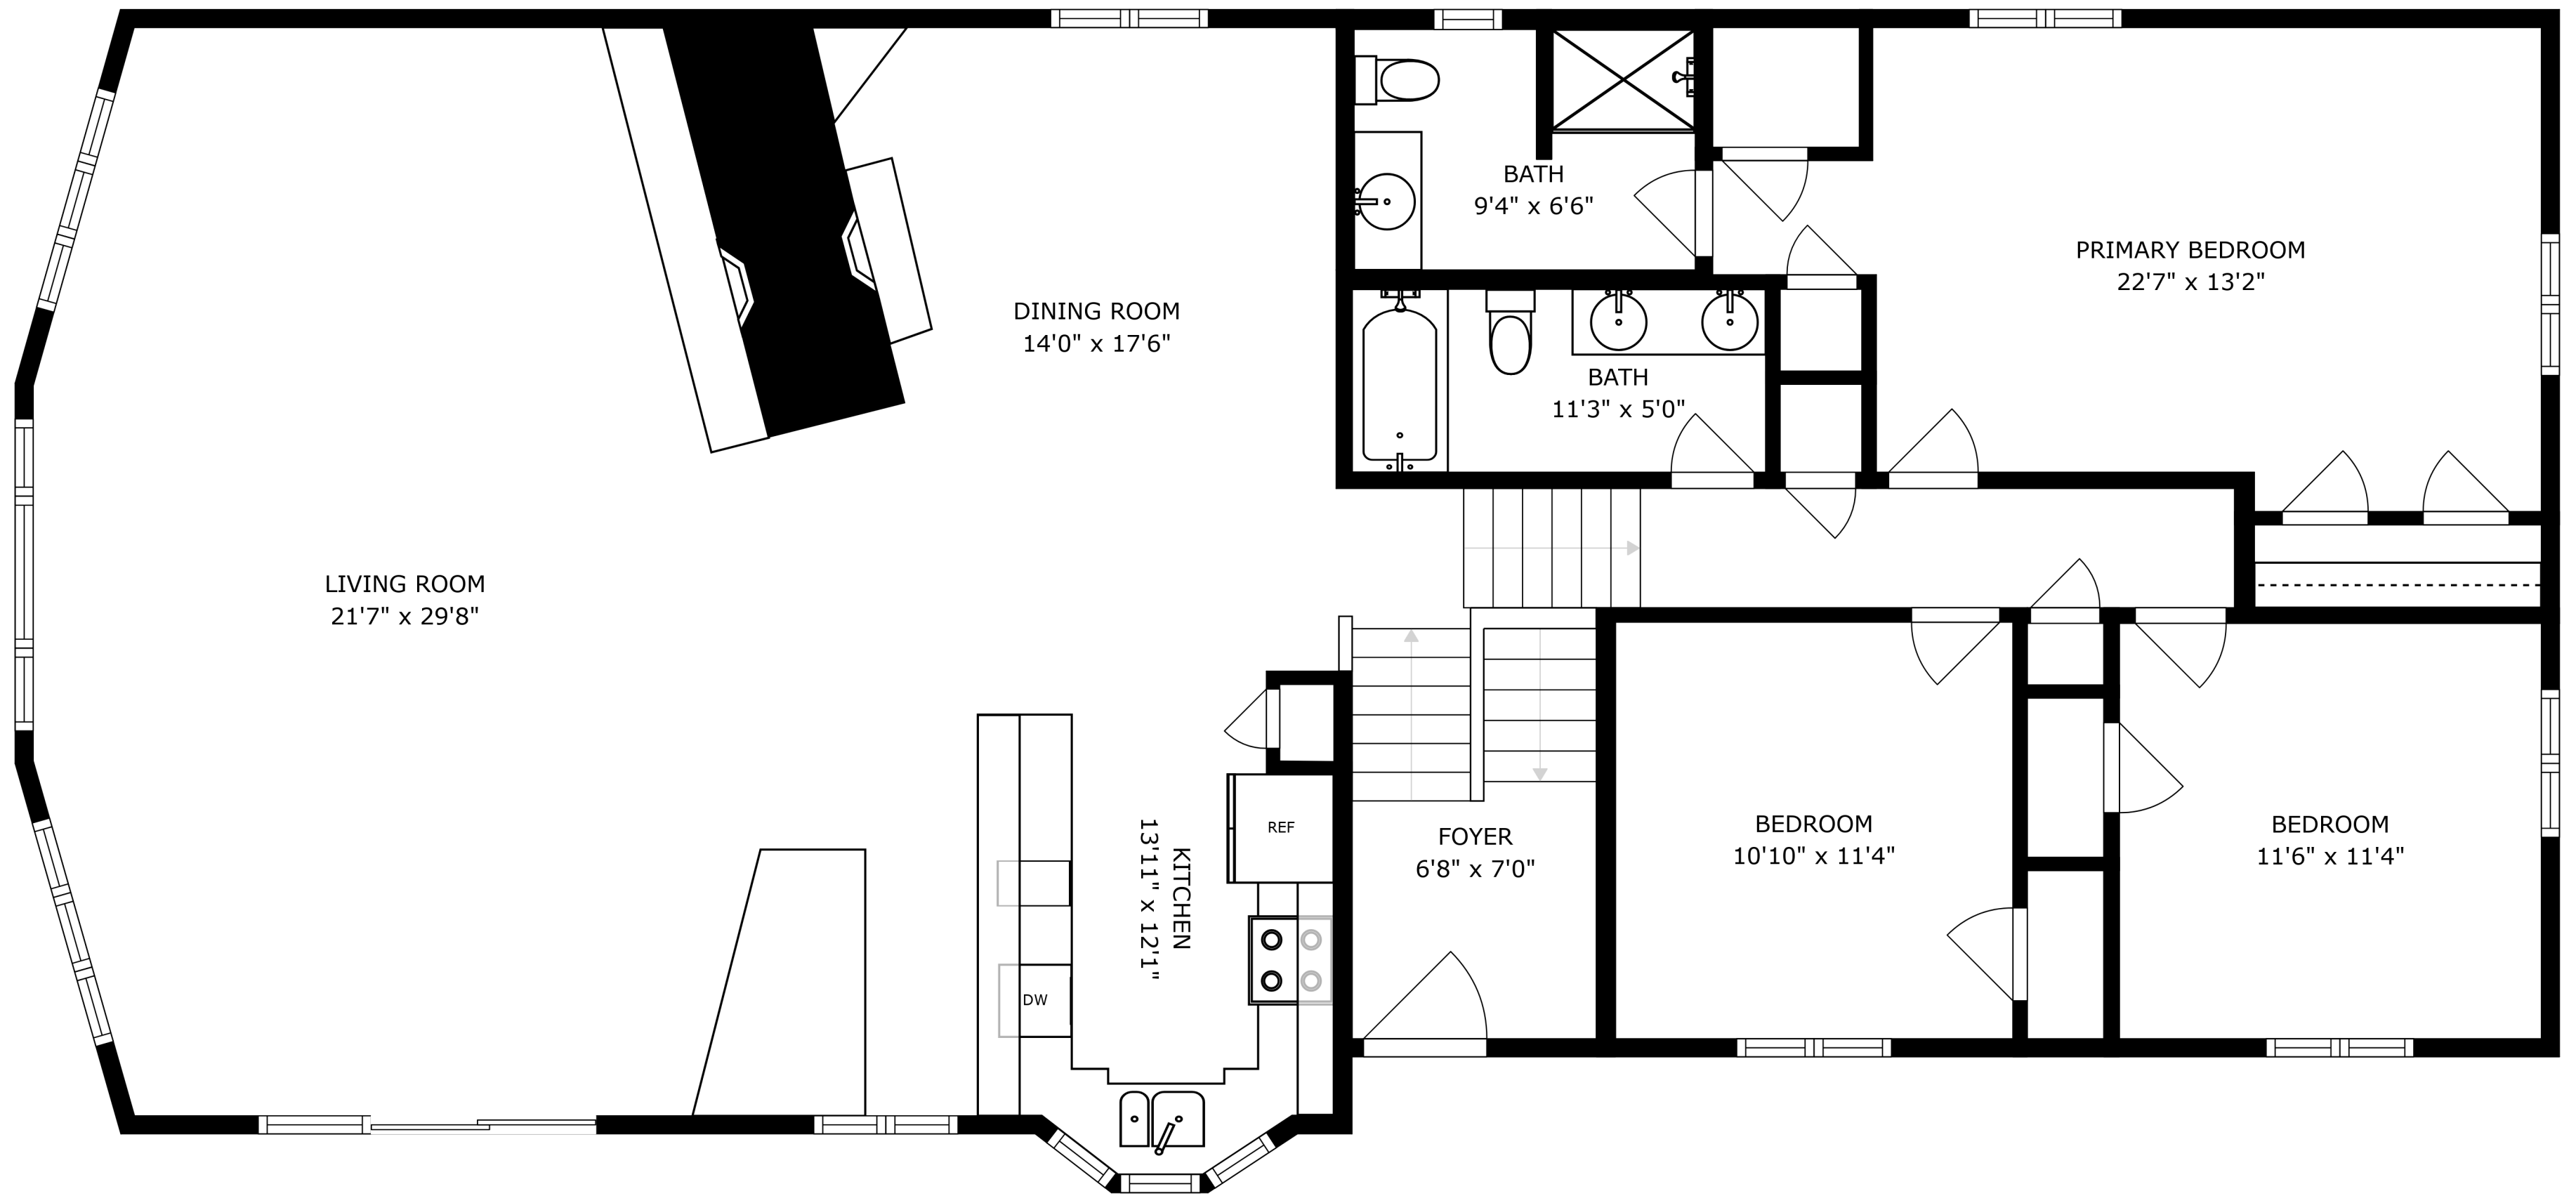 BATH
9'4" x 6'6"
PRIMARY BEDROOM
22'7" x 13'2"
DINING ROOM
14'0" x 17'6"
BATH
11'3" x 5'0"
LIVING ROOM
21'7" x 29'8"
REF
KITCHEN
13'11" x 12'1"
FOYER
6'8" x 7'0"
BEDROOM
10'10" x 11'4"
BEDROOM
11'6" x 11'4"
DW